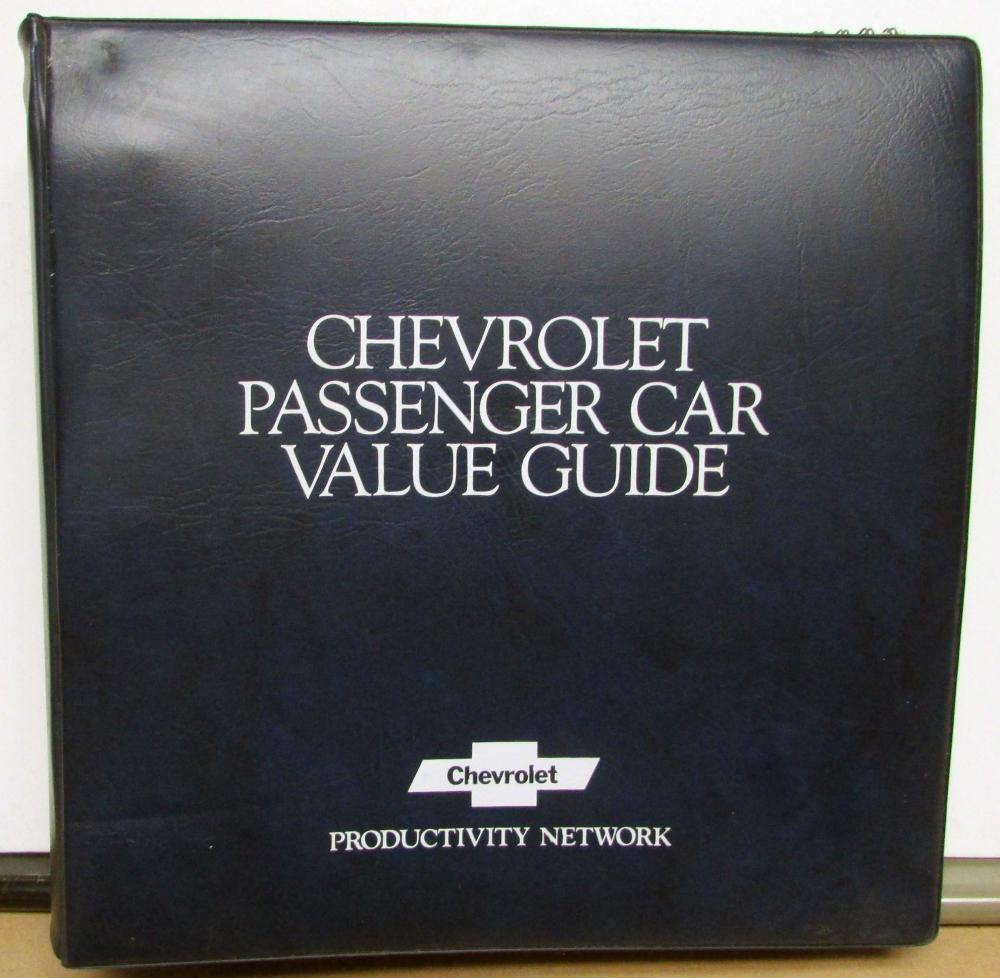 CHEVROLET
PASSENGER CAR
VALUE GUIDE
Chevrolet
PRODUCTIVITY NETWORK